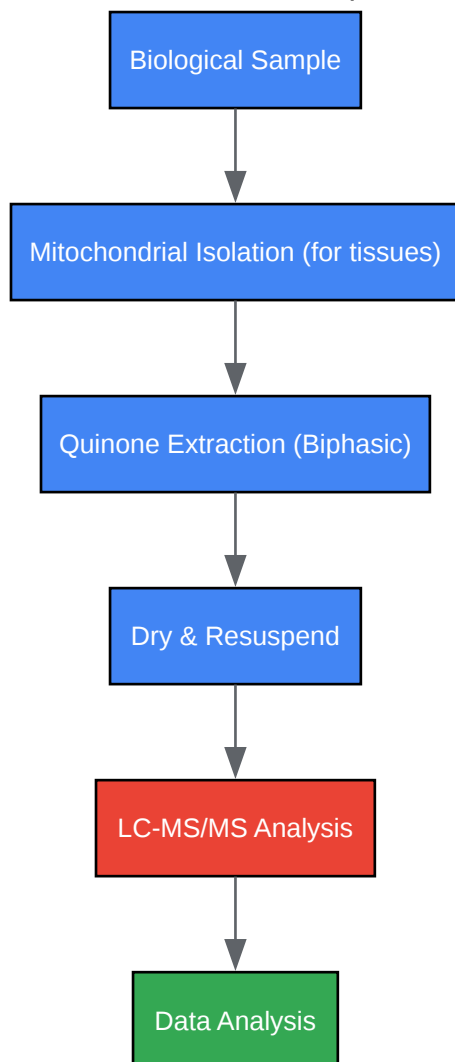 Biological Sample
Mitochondrial Isolation (for tissues)
Quinone Extraction (Biphasic)
Dry & Resuspend
LC-MS/MS Analysis
Data Analysis